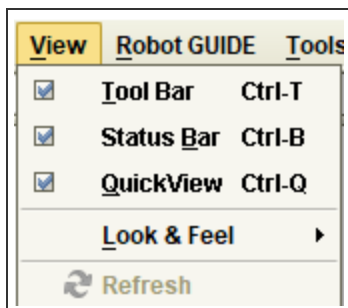 View Robot GUIDE Tools
Tool Bar Ctrl-T
Status Bar Ctrl-B
QuickView Ctrl-Q
Look & Feel
Refresh